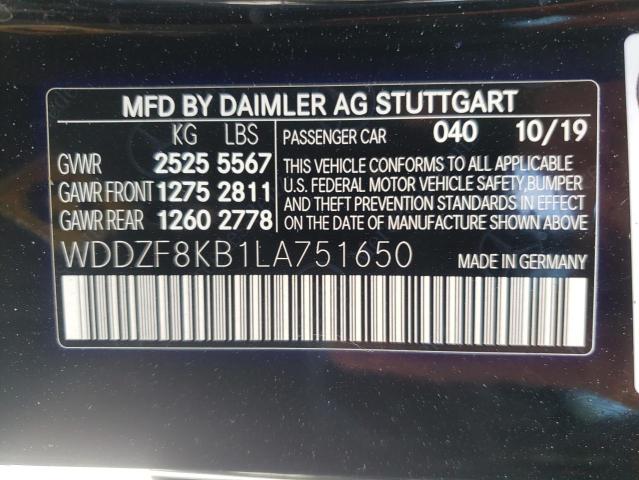 MFD BY DAIMLER AG STUTTGART
KG LBS PASSENGER CAR 040 10/19
GVWR 2525 5567
GAWR FRONT 1275 2811
GAWR REAR 1260 2778
THIS VEHICLE CONFORMS TO ALL APPLICABLE
U.S. FEDERAL MOTOR VEHICLE SAFETY, BUMPER
AND THEFT PREVENTION STANDARDS IN EFFECT
ON THE DATE OF MANUFACTURE SHOWN ABOVE.
WDDZF8KB1LA751650 MADE IN GERMANY